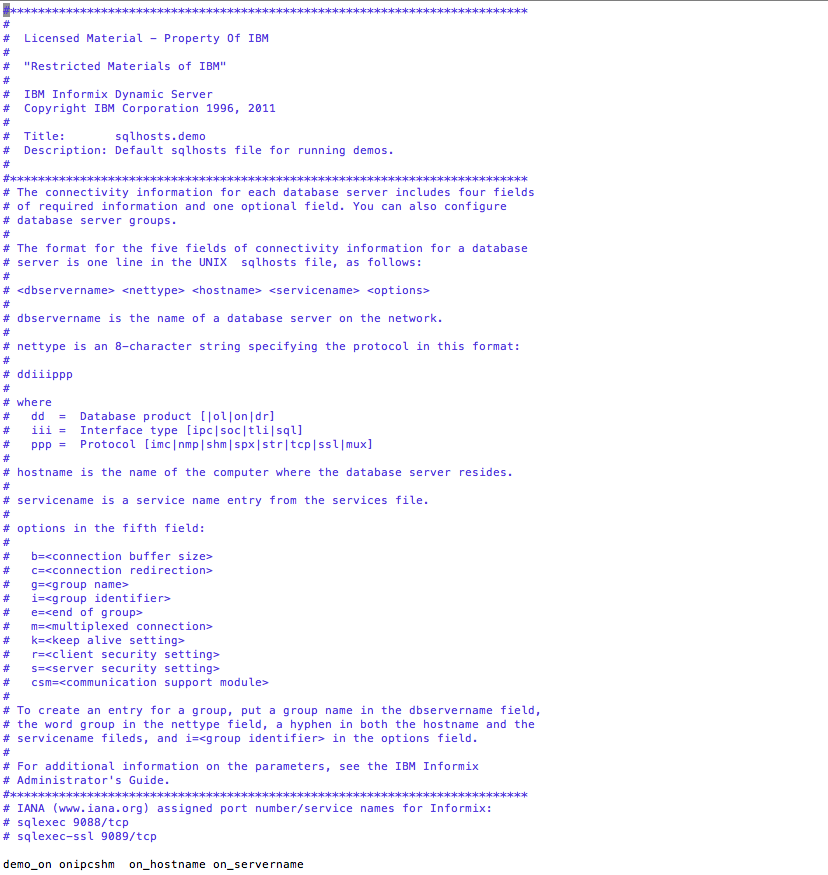 #**************************************************************************
#
#  Licensed Material - Property Of IBM
#
#  "Restricted Materials of IBM"
#
#  IBM Informix Dynamic Server
#  Copyright IBM Corporation 1996, 2011
#
#  Title:       sqlhosts.demo
#  Description: Default sqlhosts file for running demos.
#
#**************************************************************************
# The connectivity information for each database server includes four fields
# of required information and one optional field. You can also configure
# database server groups.
#
# The format for the five fields of connectivity information for a database
# server is one line in the UNIX  sqlhosts file, as follows:
#
# <dbservername> <nettype> <hostname> <servicename> <options>
#
# dbservername is the name of a database server on the network.
#
# nettype is an 8-character string specifying the protocol in this format:
#
# ddiiippp
#
# where
#   dd  =  Database product [|ol|on|dr]
#   iii =  Interface type [ipc|soc|tli|sql]
#   ppp =  Protocol [imc|nmp|shm|spx|str|tcp|ssl|mux]
#
# hostname is the name of the computer where the database server resides.
#
# servicename is a service name entry from the services file.
#
# options in the fifth field:
#
#   b=<connection buffer size>
#   c=<connection redirection>
#   g=<group name>
#   i=<group identifier>
#   e=<end of group>
#   m=<multiplexed connection>
#   k=<keep alive setting>
#   r=<client security setting>
#   s=<server security setting>
#   csm=<communication support module>
#
# To create an entry for a group, put a group name in the dbservername field,
# the word group in the nettype field, a hyphen in both the hostname and the
# servicename fileds, and i=<group identifier> in the options field.
#
# For additional information on the parameters, see the IBM Informix
# Administrator's Guide.
#**************************************************************************
# IANA (www.iana.org) assigned port number/service names for Informix:
# sqlexec 9088/tcp
# sqlexec-ssl 9089/tcp

demo_on onipcshm  on_hostname on_servername